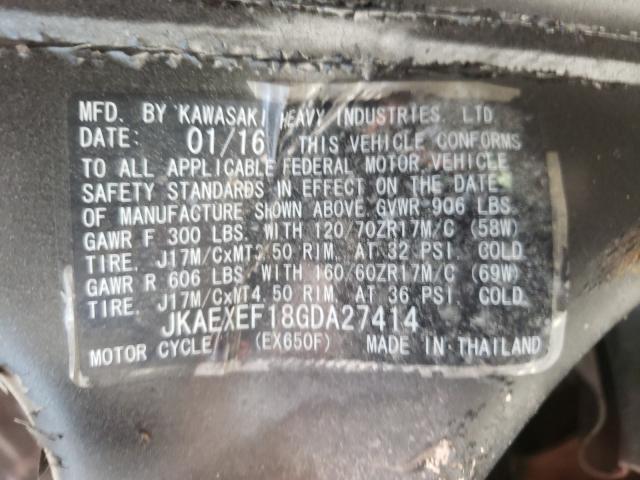 MFD. BY KAWASAKI HEAVY INDUSTRIES. LTD
DATE: 01/16 THIS VEHICLE CONFORMS
TO ALL APPLICABLE FEDERAL MOTOR VEHICLE
SAFETY STANDARDS IN EFFECT ON THE DATE
OF MANUFACTURE SHOWN ABOVE GVWR 906 LBS.
GAWR F 300 LBS. WITH 120/70ZR17M/C (58W)
TIRE. J17M/CxMT3.50 RIM. AT 32 PSI. COLD.
GAWR R 606 LBS WITH 160/60ZR17M/C (69W)
TIRE. J17M/CxMT4.50 RIM. AT 36 PSI. COLD.
JKAEXEF18GDA27414
MOTOR CYCLE (EX650F) MADE IN THAILAND